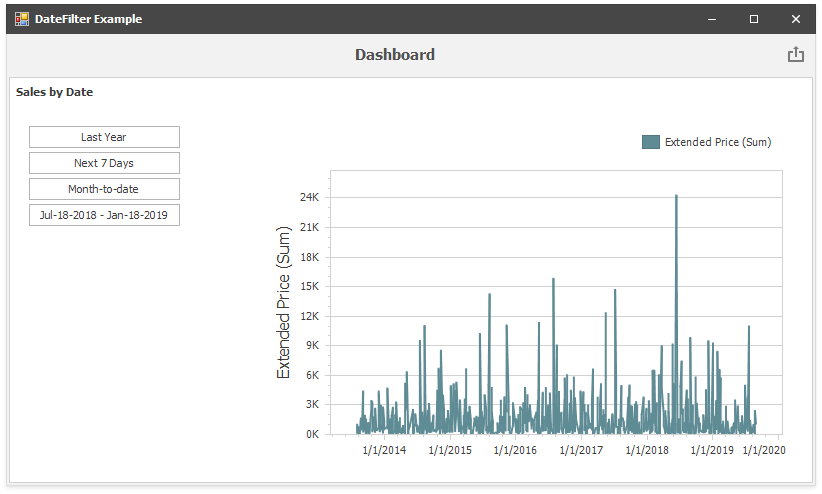 DateFilter Example
Dashboard
Sales by Date
Last Year
Next 7 Days
Month-to-date
Jul-18-2018 - Jan-18-2019
Extended Price (Sum)
Extended Price (Sum)
24K
21K
18K
15K
12K
9K
6K
3K
0K
1/1/2014 1/1/2015 1/1/2016 1/1/2017 1/1/2018 1/1/2019 1/1/2020